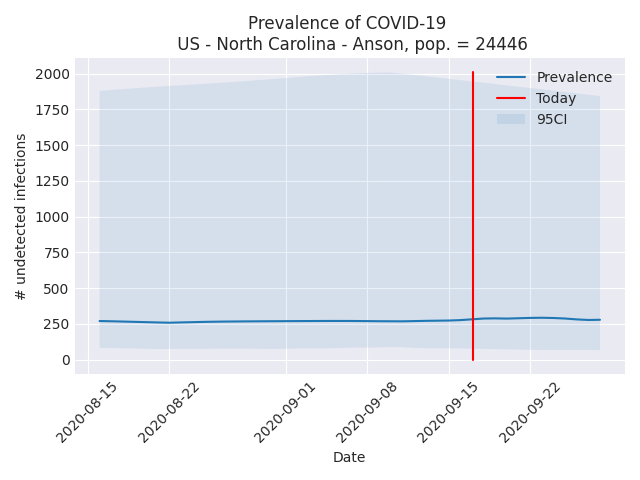 Prevalence of COVID-19
US - North Carolina - Anson, pop. = 24446
Prevalence
Today
95CI
# undetected infections
2000
1750
1500
1250
1000
750
500
250
0
2020-08-15
2020-08-22
2020-09-01
2020-09-08
2020-09-15
2020-09-22
Date